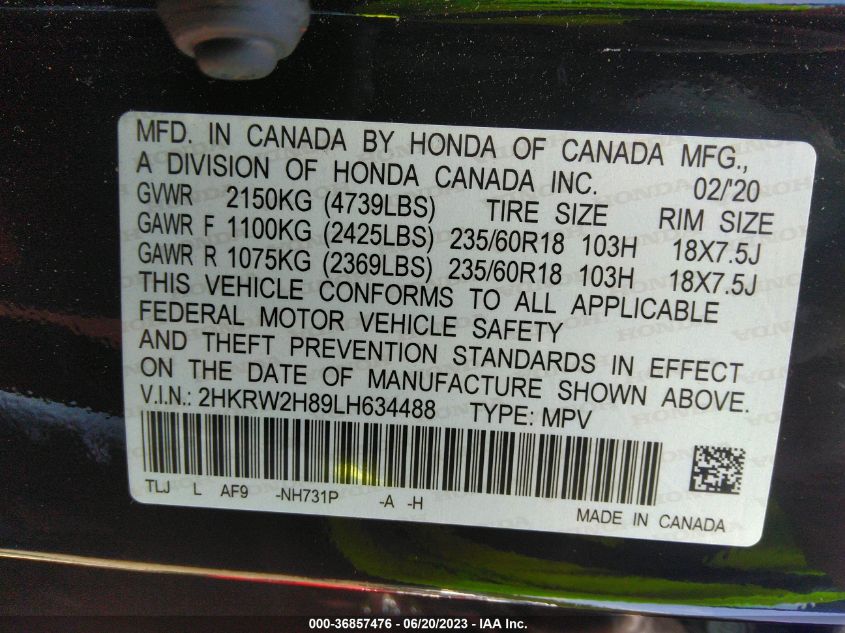 MFD. IN CANADA BY HONDA OF CANADA MFG.,
A DIVISION OF HONDA CANADA INC. 02/'20
GVWR 2150KG (4739LBS) TIRE SIZE RIM SIZE
GAWR F 1100KG (2425LBS) 235/60R18 103H 18X7.5J
GAWR R 1075KG (2369LBS) 235/60R18 103H 18X7.5J
THIS VEHICLE CONFORMS TO ALL APPLICABLE
FEDERAL MOTOR VEHICLE SAFETY
AND THEFT PREVENTION STANDARDS IN EFFECT
ON THE DATE OF MANUFACTURE SHOWN ABOVE.
V.I.N.: 2HKRW2H89LH634488 TYPE: MPV
TLJ L AF9 -NH731P -A -H
MADE IN CANADA
000-36857476 — 06/20/2023 — IAA Inc.